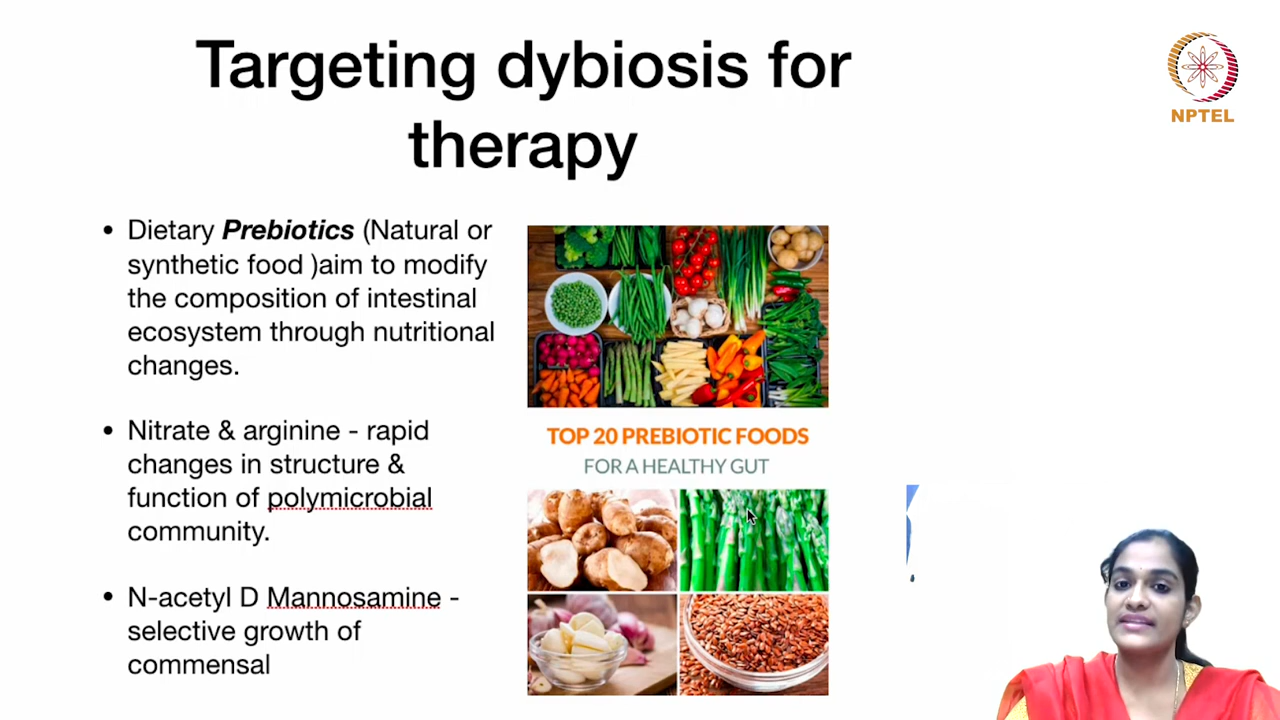 Targeting dybiosis for
therapy
NPTEL
• Dietary Prebiotics (Natural or
synthetic food )aim to modify
the composition of intestinal
ecosystem through nutritional
changes.
• Nitrate & arginine - rapid
changes in structure &
function of polymicrobial
community.
• N-acetyl D Mannosamine -
selective growth of
commensal
TOP 20 PREBIOTIC FOODS
FOR A HEALTHY GUT